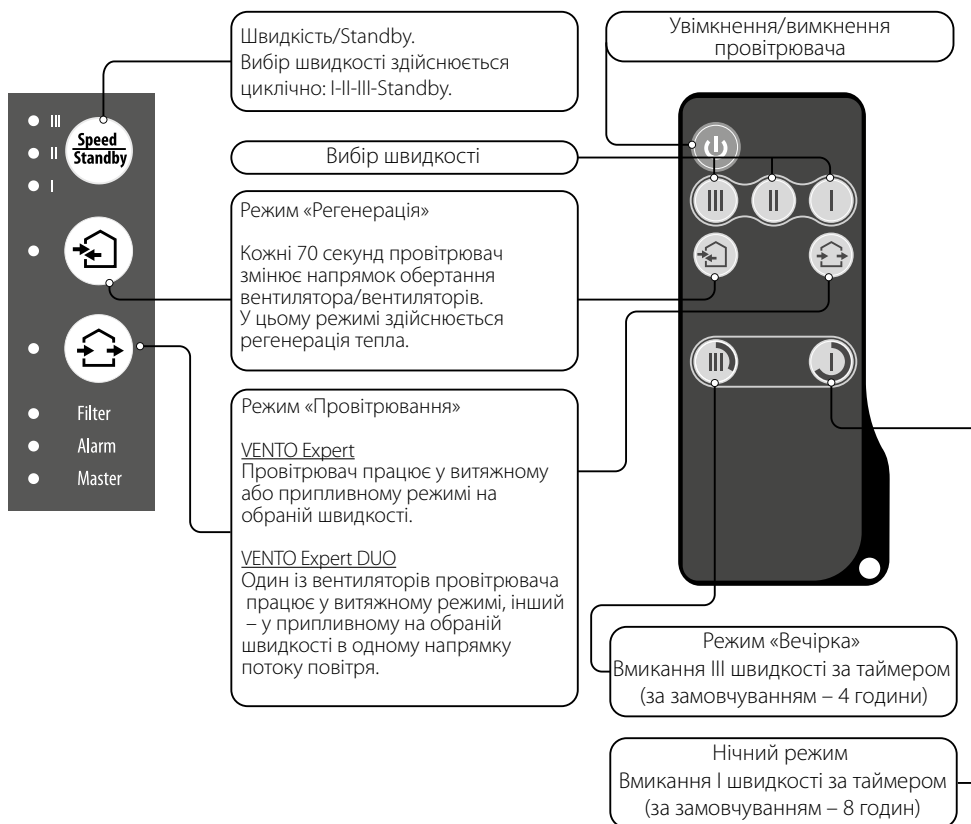 Швидкість/Standby.
Вибір швидкості здійснюється
циклічно: I-II-III-Standby.
Увімкнення/вимкнення
провітрювача
III
II
I
Speed
Standby
Вибір швидкості
III
II
I
Режим «Регенерація»
Кожні 70 секунд провітрювач
змінює напрямок обертання
вентилятора/вентиляторів.
У цьому режимі здійснюється
регенерація тепла.
III
I
Filter
Alarm
Master
Режим «Провітрювання»
VENTO Expert
Провітрювач працює у витяжному
або припливному режимі на
обраній швидкості.
VENTO Expert DUO
Один із вентиляторів провітрювача
працює у витяжному режимі, інший
– у припливному на обраній
швидкості в одному напрямку
потоку повітря.
Режим «Вечірка»
Вмикання III швидкості за таймером
(за замовчуванням – 4 години)
Нічний режим
Вмикання I швидкості за таймером
(за замовчуванням – 8 годин)